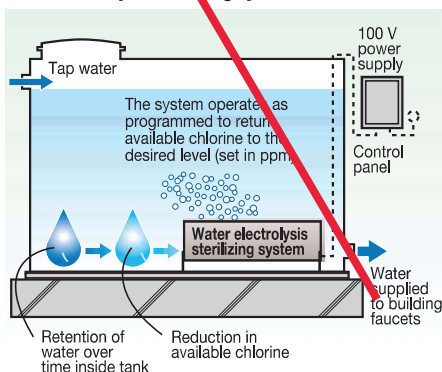 Tap water
100 V
power
supply
The system operates as
programmed to return
available chlorine to the
desired level (set in ppm)
Control
panel
Water electrolysis
sterilizing system
Water
supplied
to building
faucets
Retention of
water over
time inside tank
Reduction in
available chlorine